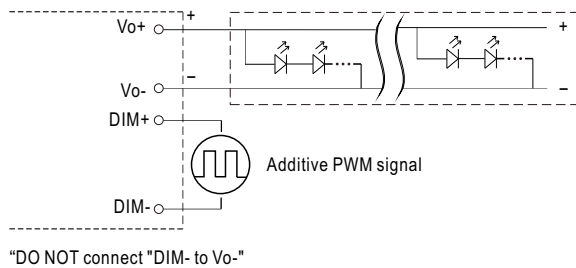 Vo+
+
+
−
−
Vo-
DIM+
Additive PWM signal
DIM-
“DO NOT connect "DIM- to Vo-"